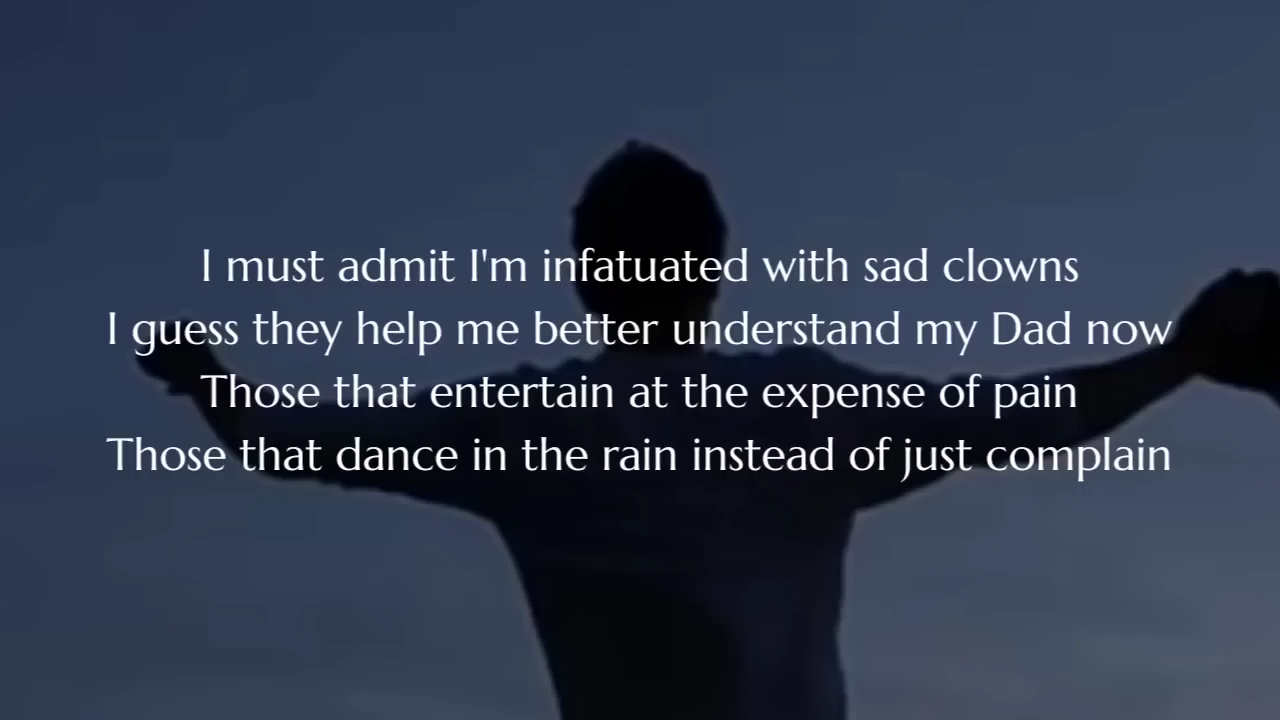 I must admit I'm infatuated with sad clowns
I guess they help me better understand my Dad now
Those that entertain at the expense of pain
Those that dance in the rain instead of just complain